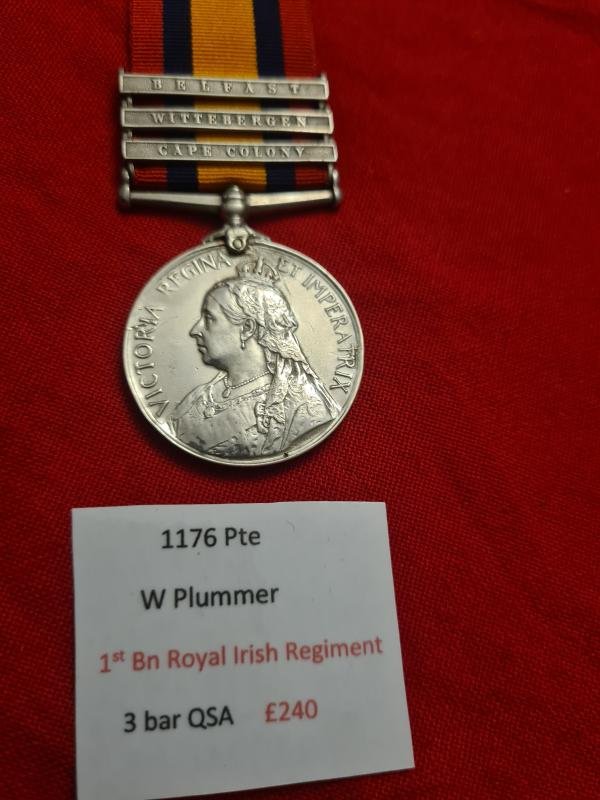 BELFAST
WITTEBERGEN
CAPE COLONY
VICTORIA REGINA ET IMPERATRIX
1176 Pte
W Plummer
1st Bn Royal Irish Regiment
3 bar QSA £240